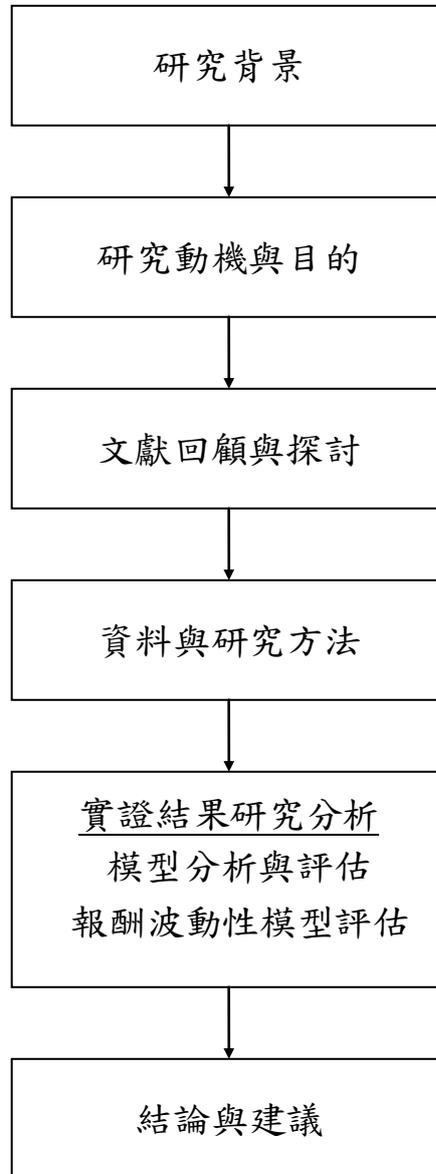 研究背景
研究動機與目的
文獻回顧與探討
資料與研究方法
實證結果研究分析
模型分析與評估
報酬波動性模型評估
結論與建議